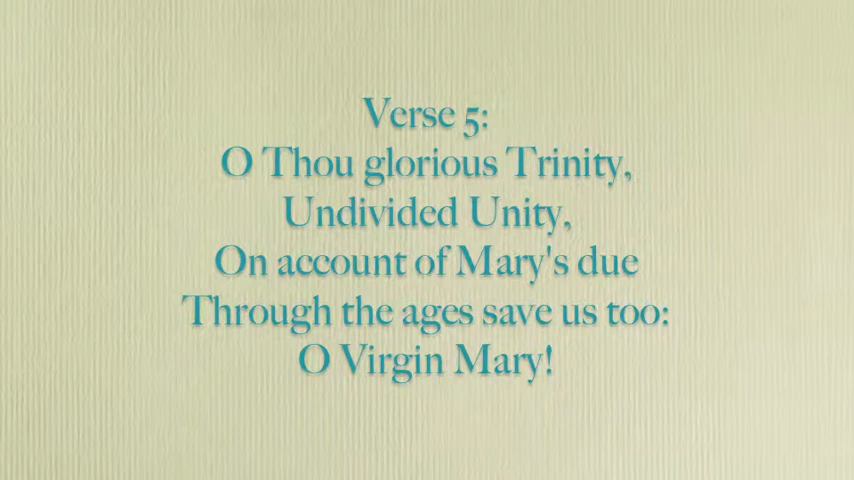 Verse 5:
O Thou glorious Trinity,
Undivided Unity,
On account of Mary's due
Through the ages save us too:
O Virgin Mary!